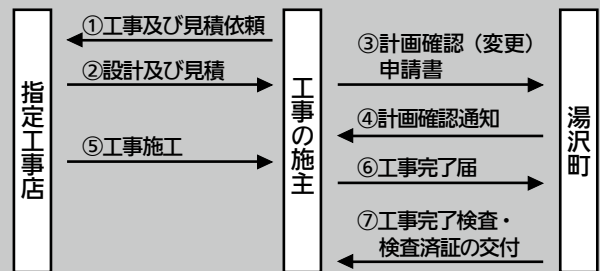 指定工事店
①工事及び見積依頼
②設計及び見積
⑤工事施工
工事の施主
③計画確認（変更）
申請書
④計画確認通知
⑥工事完了届
⑦工事完了検査・
検査済証の交付
湯沢町